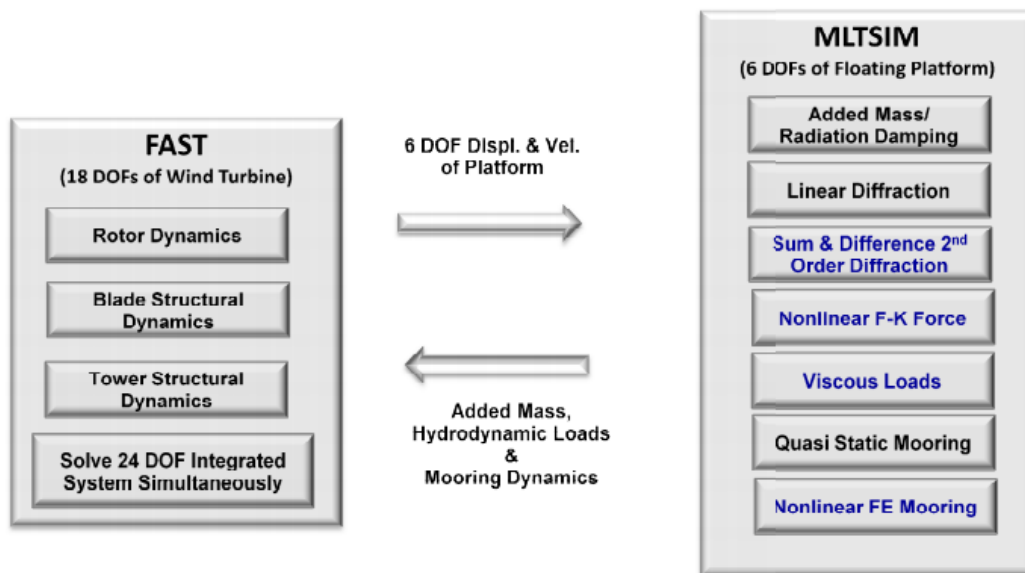 FAST
(18 DOFs of Wind Turbine)
Rotor Dynamics
Blade Structural
Dynamics
Tower Structural
Dynamics
Solve 24 DOF Integrated
System Simultaneously
6 DOF Displ. & Vel.
of Platform
Added Mass,
Hydrodynamic Loads
&
Mooring Dynamics
MLTSIM
(6 DOFs of Floating Platform)
Added Mass/
Radiation Damping
Linear Diffraction
Sum & Difference 2nd
Order Diffraction
Nonlinear F-K Force
Viscous Loads
Quasi Static Mooring
Nonlinear FE Mooring